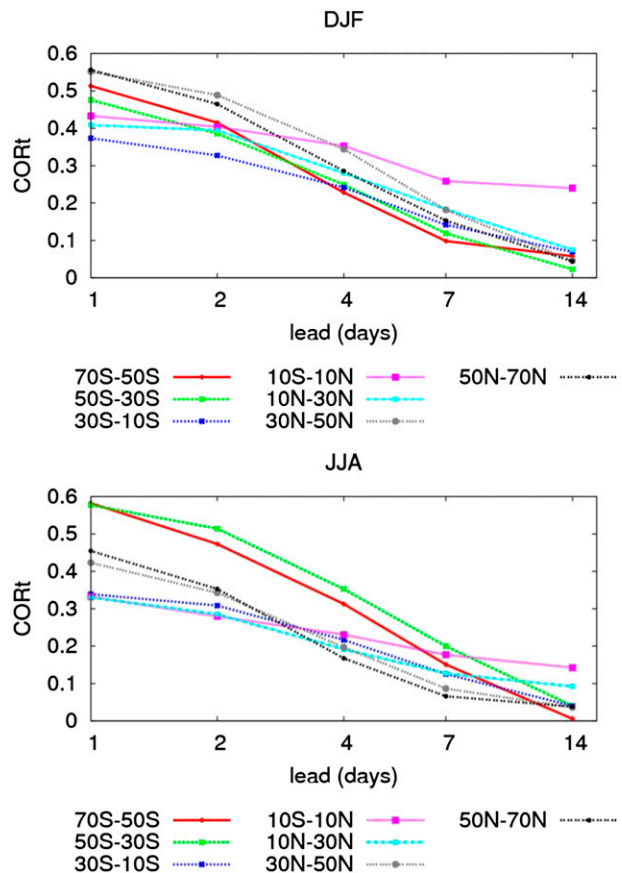 DJF
0.6
0.5
0.4
0.3
0.2
0.1
0
CORt
1 2 4 7 14
lead (days)
70S-50S 10S-10N 50N-70N
50S-30S 10N-30N
30S-10S 30N-50N
JJA
0.6
0.5
0.4
0.3
0.2
0.1
0
CORt
1 2 4 7 14
lead (days)
70S-50S 10S-10N 50N-70N
50S-30S 10N-30N
30S-10S 30N-50N